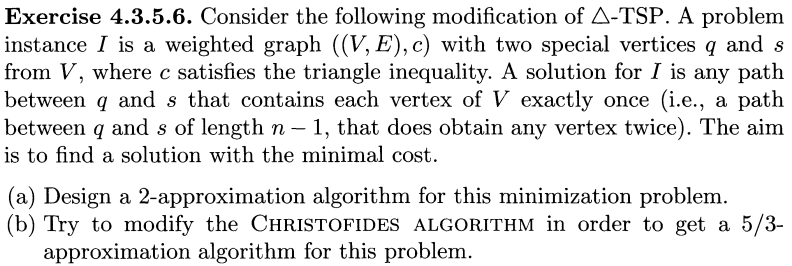 Exercise 4.3.5.6. Consider the following modification of △-TSP. A problem
instance I is a weighted graph ((V, E), c) with two special vertices q and s
from V, where c satisfies the triangle inequality. A solution for I is any path
between q and s that contains each vertex of V exactly once (i.e., a path
between q and s of length n − 1, that does obtain any vertex twice). The aim
is to find a solution with the minimal cost.
(a) Design a 2-approximation algorithm for this minimization problem.
(b) Try to modify the CHRISTOFIDES ALGORITHM in order to get a 5/3-
approximation algorithm for this problem.